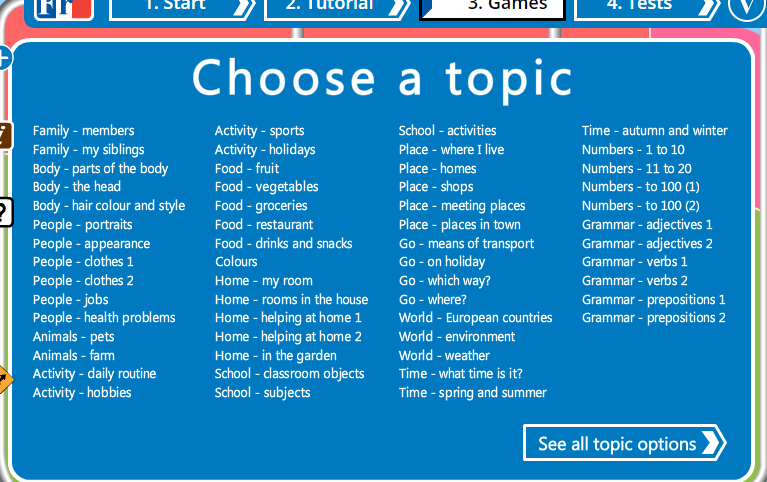 Fr
1. Start
2. Tutorial
3. Games
4. Tests
V
Choose a topic
Family - members
Family - my siblings
Body - parts of the body
Body - the head
Body - hair colour and style
People - portraits
People - appearance
People - clothes 1
People - clothes 2
People - jobs
People - health problems
Animals - pets
Animals - farm
Activity - daily routine
Activity - hobbies
Activity - sports
Activity - holidays
Food - fruit
Food - vegetables
Food - groceries
Food - restaurant
Food - drinks and snacks
Colours
Home - my room
Home - rooms in the house
Home - helping at home 1
Home - helping at home 2
Home - in the garden
School - classroom objects
School - subjects
School - activities
Place - where I live
Place - homes
Place - shops
Place - meeting places
Place - places in town
Go - means of transport
Go - on holiday
Go - which way?
Go - where?
World - European countries
World - environment
World - weather
Time - what time is it?
Time - spring and summer
Time - autumn and winter
Numbers - 1 to 10
Numbers - 11 to 20
Numbers - to 100 (1)
Numbers - to 100 (2)
Grammar - adjectives 1
Grammar - adjectives 2
Grammar - verbs 1
Grammar - verbs 2
Grammar - prepositions 1
Grammar - prepositions 2
See all topic options
?